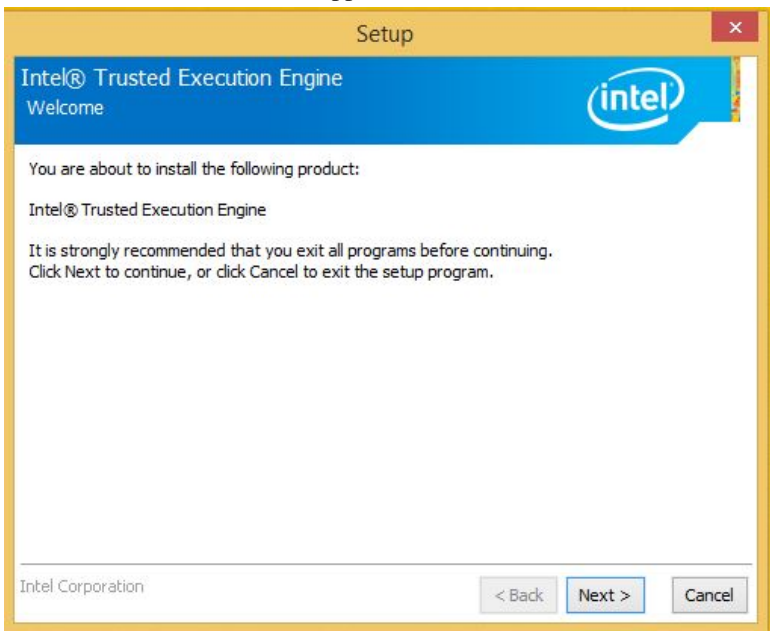 Setup
Intel® Trusted Execution Engine
Welcome
intel
You are about to install the following product:
Intel® Trusted Execution Engine
It is strongly recommended that you exit all programs before continuing.
Click Next to continue, or click Cancel to exit the setup program.
Intel Corporation
< Back Next > Cancel